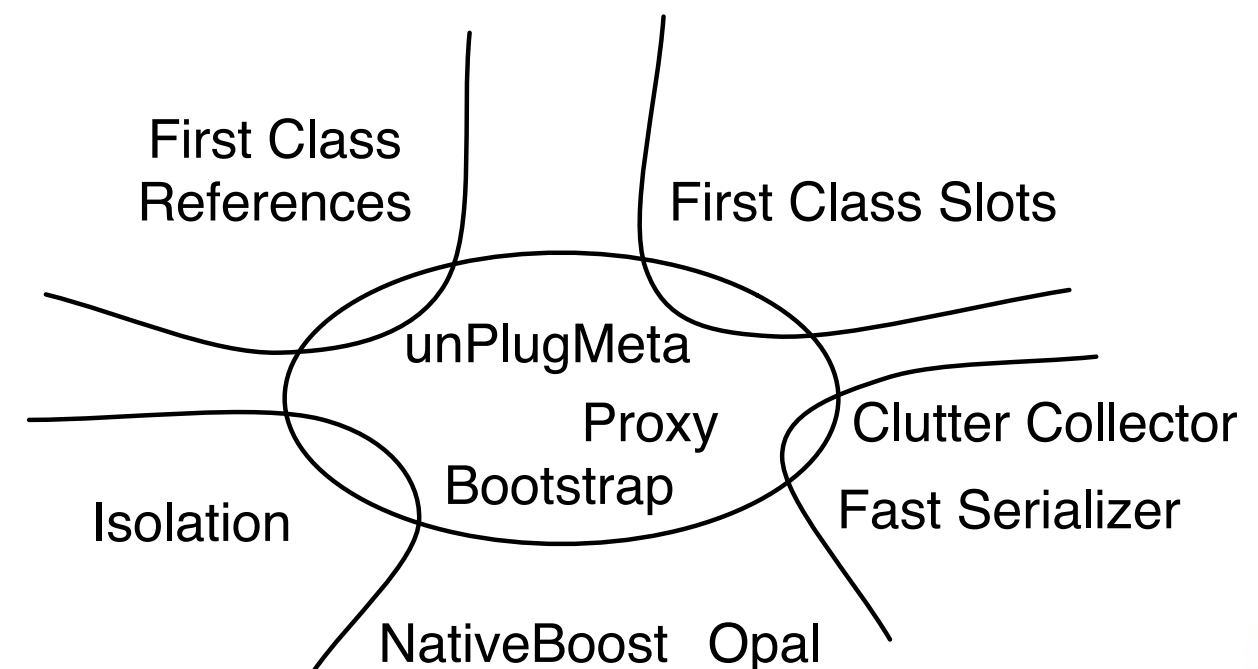 First Class
References
First Class Slots
unPlugMeta
Proxy
Clutter Collector
Bootstrap
Fast Serializer
Isolation
NativeBoost Opal